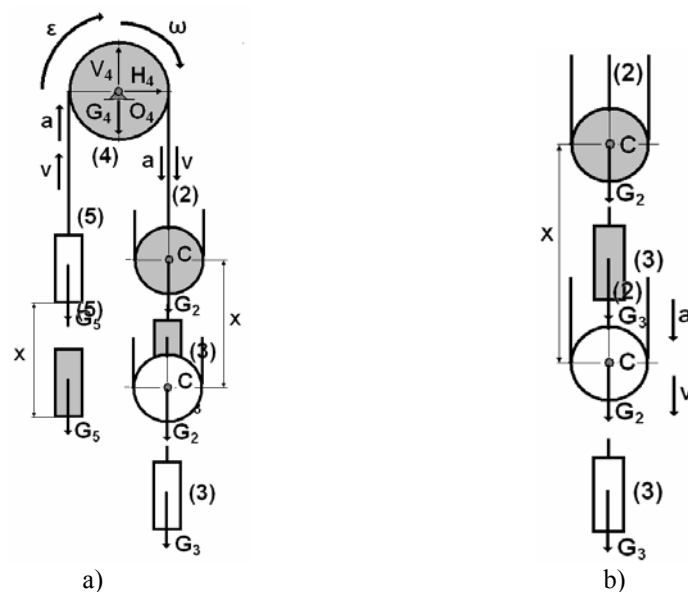 ε ω
V₄ H₄
G₄ O₄
(4)
a
v
a v
(2)
(5)
C
G₂
(5)
G₅
x
(3)
x
C
G₅
G₂
(3)
G₃
a)
(2)
C
G₂
x
(3)
(2)
G₃
a
C
v
G₂
(3)
G₃
b)